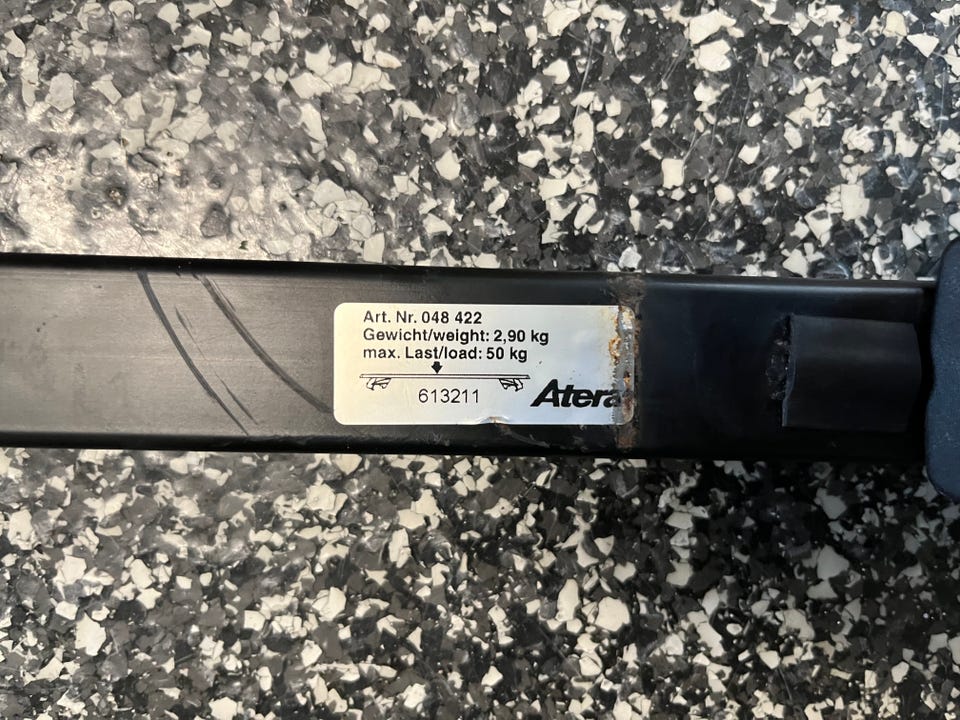 Art. Nr. 048 422
Gewicht/weight: 2,90 kg
max. Last/load: 50 kg
613211
Atera